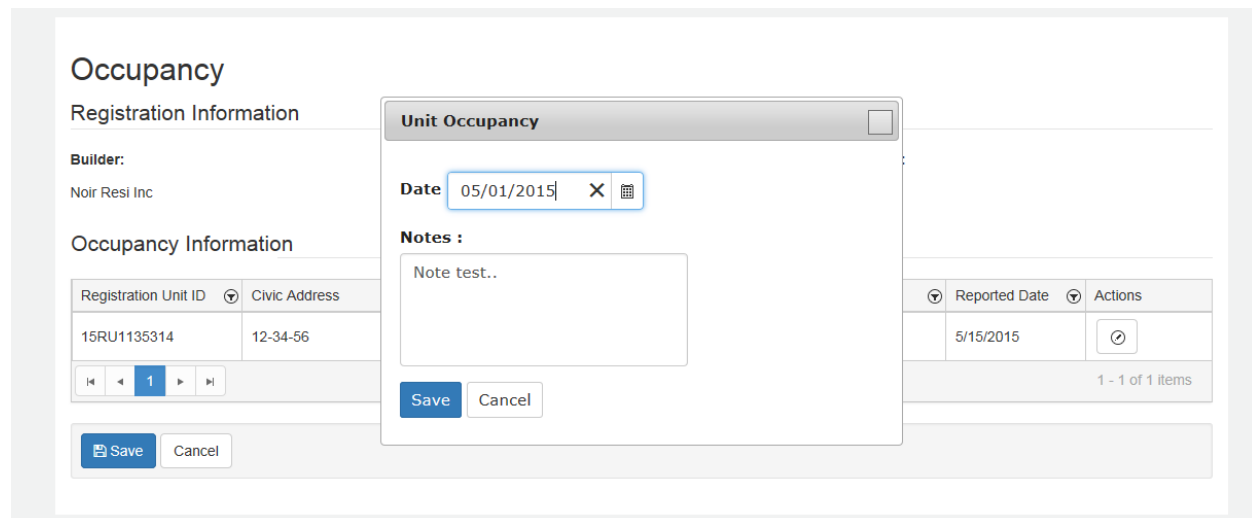 Occupancy
Registration Information
Builder:
:
Noir Resi Inc
Occupancy Information
Registration Unit ID Civic Address Reported Date Actions
15RU1135314 12-34-56 5/15/2015
1 1 - 1 of 1 items
Save Cancel
Unit Occupancy
Date 05/01/2015
Notes :
Note test..
Save Cancel